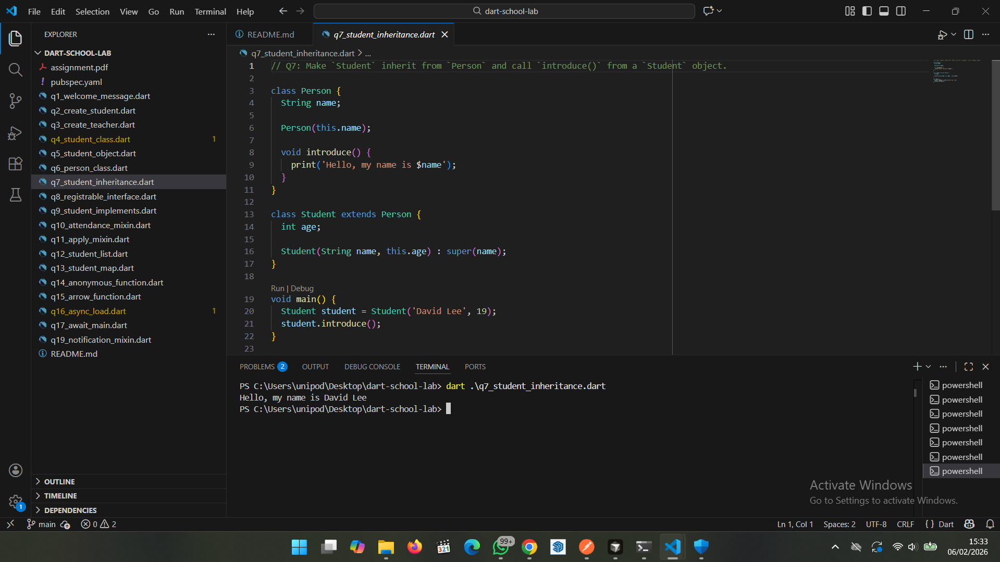 File Edit Selection View Go Run Terminal Help
dart-school-lab
EXPLORER
DART-SCHOOL-LAB
assignment.pdf
pubspec.yaml
q1_welcome_message.dart
q2_create_student.dart
q3_create_teacher.dart
q4_student_class.dart 1
q5_student_object.dart
q6_person_class.dart
q7_student_inheritance.dart
q8_registrable_interface.dart
q9_student_implements.dart
q10_attendance_mixin.dart
q11_apply_mixin.dart
q12_student_list.dart
q13_student_map.dart
q14_anonymous_function.dart
q15_arrow_function.dart
q16_async_load.dart 1
q17_await_main.dart
q19_notification_mixin.dart
README.md
OUTLINE
TIMELINE
DEPENDENCIES
README.md q7_student_inheritance.dart
q7_student_inheritance.dart > ...
1 // Q7: Make `Student` inherit from `Person` and call `introduce()` from a `Student` object.
2
3 class Person {
4 String name;
5
6 Person(this.name);
7
8 void introduce() {
9 print('Hello, my name is $name');
10 }
11 }
12
13 class Student extends Person {
14 int age;
15
16 Student(String name, this.age) : super(name);
17 }
18
Run | Debug
19 void main() {
20 Student student = Student('David Lee', 19);
21 student.introduce();
22 }
23
PROBLEMS 2 OUTPUT DEBUG CONSOLE TERMINAL PORTS
PS C:\Users\unipod\Desktop\dart-school-lab> dart .\q7_student_inheritance.dart
Hello, my name is David Lee
PS C:\Users\unipod\Desktop\dart-school-lab>
powershell
powershell
powershell
powershell
powershell
powershell
powershell
Activate Windows
Go to Settings to activate Windows.
1
main 0 2
Ln 1, Col 1 Spaces: 2 UTF-8 CRLF { } Dart
321
99+
15:33
06/02/2026